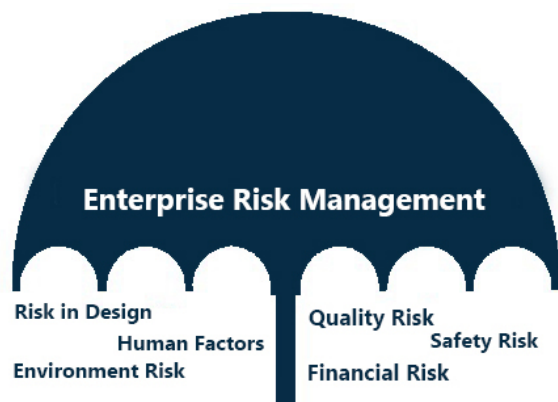 Enterprise Risk Management
Risk in Design
Human Factors
Environment Risk
Quality Risk
Safety Risk
Financial Risk